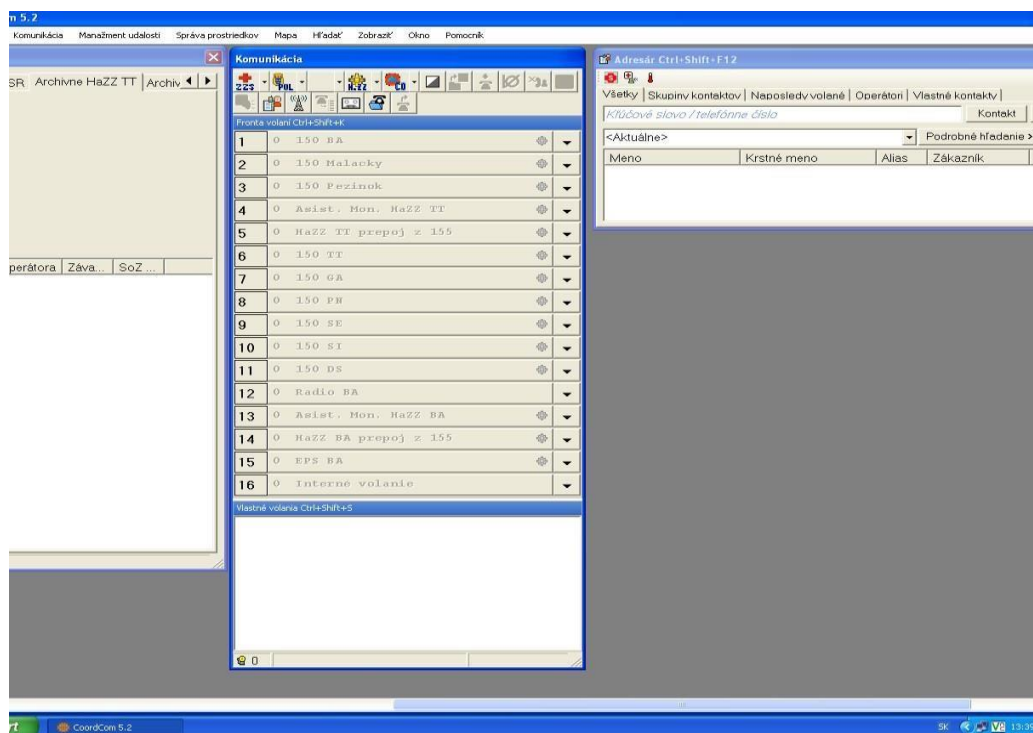 m 5.2
Komunikácia Manažment udalosti Správa prostriedkov Mapa Hľadať Zobraziť Okno Pomocník
SR Archivne HaZZ TT Archiv
perátora Záva... SoZ ...
Komunikácia
ZZS POL HaZZ CO
Fronta volaní Ctrl+Shift+K
1 0 150 BA
2 0 150 Malacky
3 0 150 Pezinok
4 0 Asist. Mon. HaZZ TT
5 0 HaZZ TT prepoj z 155
6 0 150 TT
7 0 150 GA
8 0 150 PN
9 0 150 SE
10 0 150 SI
11 0 150 DS
12 0 Radio BA
13 0 Asist. Mon. HaZZ BA
14 0 HaZZ BA prepoj z 155
15 0 EPS BA
16 0 Interné volanie
Vlastné volania Ctrl+Shift+S
0
Adresár Ctrl+Shift+F12
Všetky Skupiny kontaktov Naposledy volané Operátori Vlastné kontakty
Kľúčové slovo / telefónne číslo Kontakt
<Aktuálne> Podrobné hľadanie >
Meno Krstné meno Alias Zákazník
CoordCom 5.2
SK 13:39